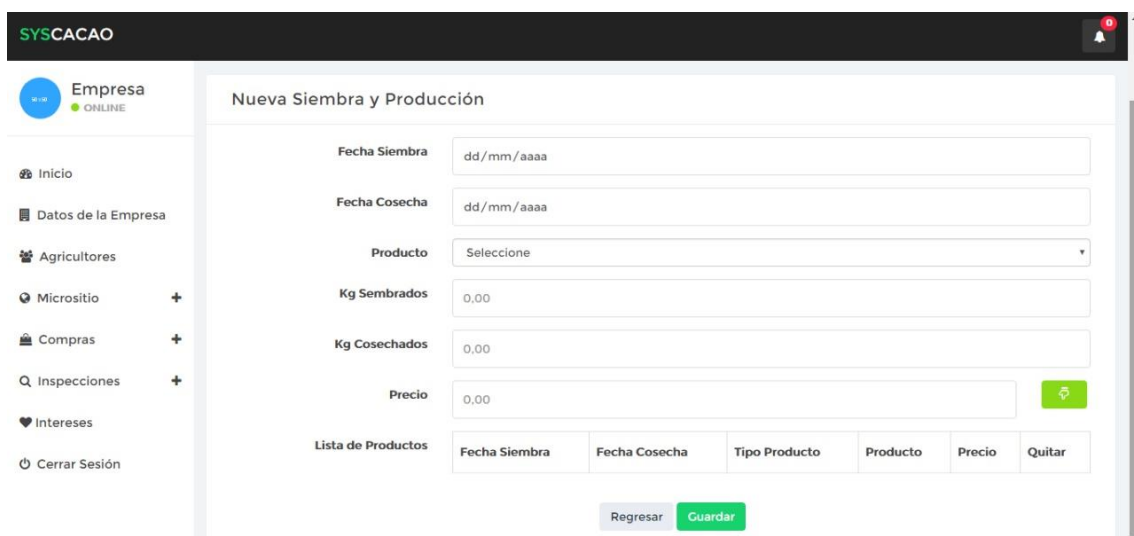 SYSCACAO
0
Empresa
ONLINE
Inicio
Datos de la Empresa
Agricultores
Micrositio +
Compras +
Inspecciones +
Intereses
Cerrar Sesión
Nueva Siembra y Producción
Fecha Siembra dd/mm/aaaa
Fecha Cosecha dd/mm/aaaa
Producto Seleccione
Kg Sembrados 0,00
Kg Cosechados 0,00
Precio 0,00
Lista de Productos Fecha Siembra Fecha Cosecha Tipo Producto Producto Precio Quitar
Regresar Guardar